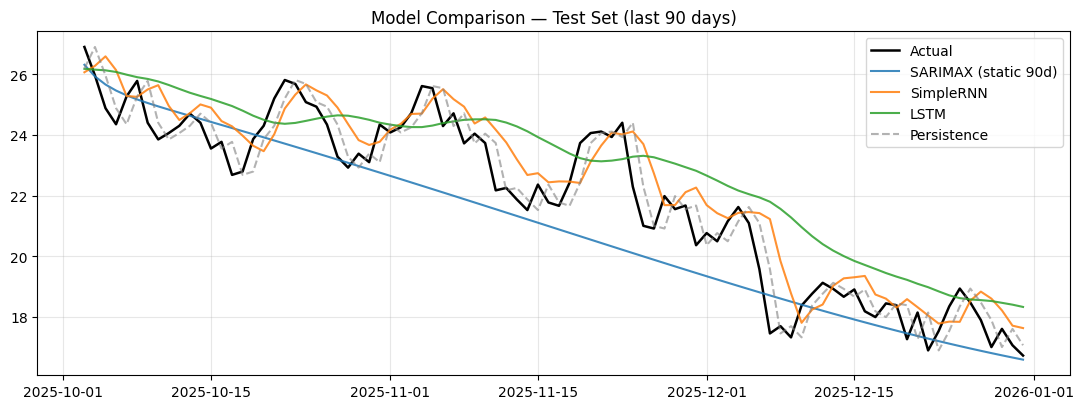 Model Comparison — Test Set (last 90 days)
Actual
SARIMAX (static 90d)
SimpleRNN
LSTM
Persistence
26
24
22
20
18
2025-10-01 2025-10-15 2025-11-01 2025-11-15 2025-12-01 2025-12-15 2026-01-01